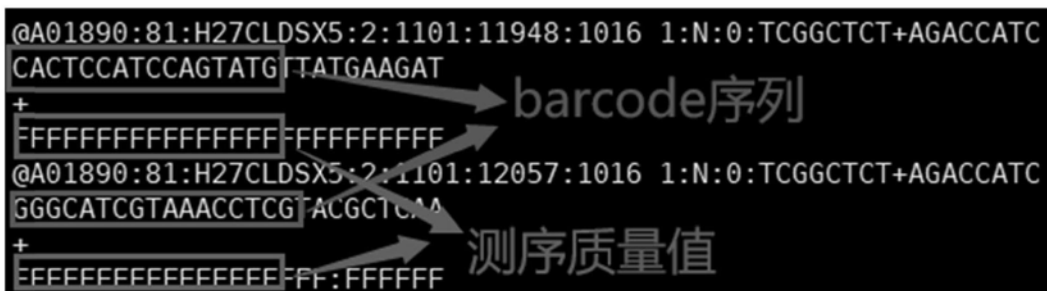 @A01890:81:H27CLDSX5:2:1101:11948:1016 1:N:0:TCGGCTCT+AGACCATC
CACTCCATCCAGTATGTTATGAAGAT
+
barcode序列
FFFFFFFFFFFFFFFFFFFFFFFFFF
@A01890:81:H27CLDSX5:2:1101:12057:1016 1:N:0:TCGGCTCT+AGACCATC
GGGCATCGTAAACCTCGTACGCTCAA
+
测序质量值
FFFFFFFFFFFFFFFFFFF:FFFFFF